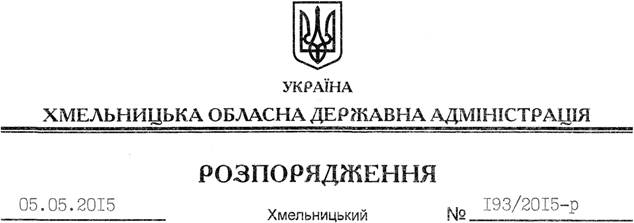 УКРАЇНА
ХМЕЛЬНИЦЬКА ОБЛАСНА ДЕРЖАВНА АДМІНІСТРАЦІЯ
РОЗПОРЯДЖЕННЯ
05.05.2015 Хмельницький № 193/2015-р